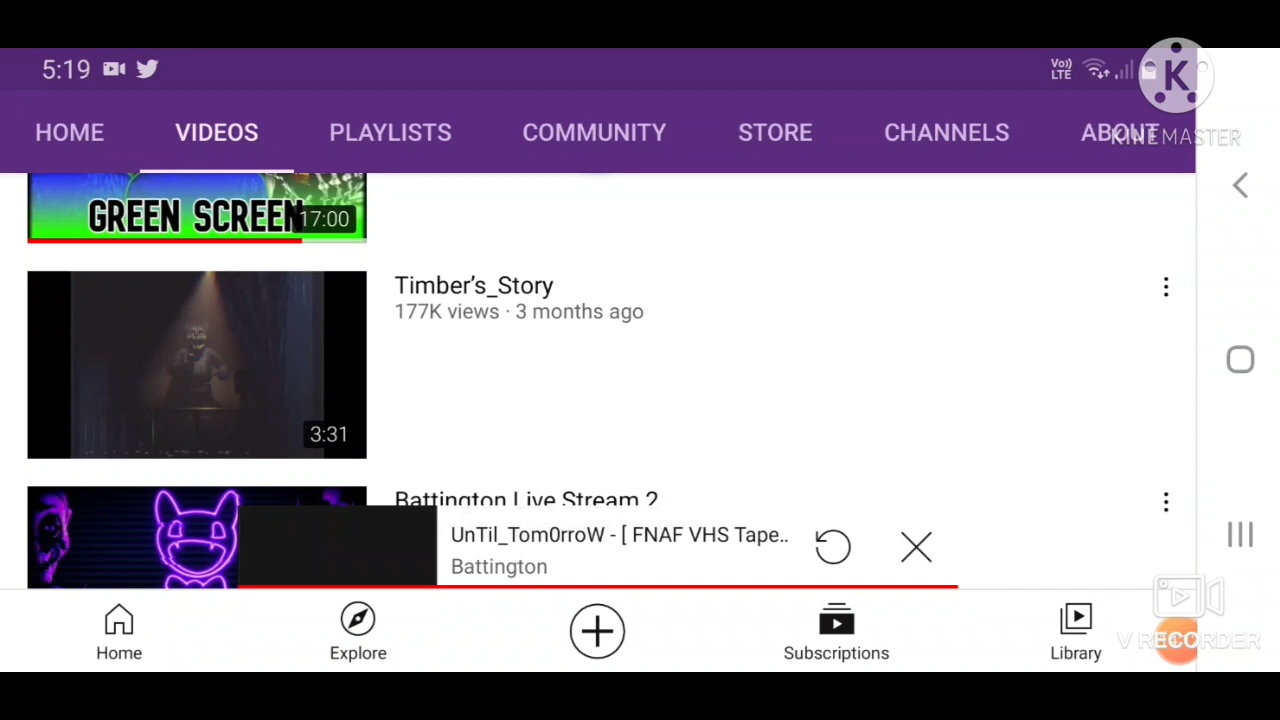 5:19
Vo)) LTE
K
KINEMASTER
HOME VIDEOS PLAYLISTS COMMUNITY STORE CHANNELS ABOUT
GREEN SCREEN
17:00
Timber’s_Story
177K views · 3 months ago
3:31
Battington Live Stream 2
UnTil_Tom0rroW - [ FNAF VHS Tape..
Battington
Home Explore Subscriptions Library
V RECORDER